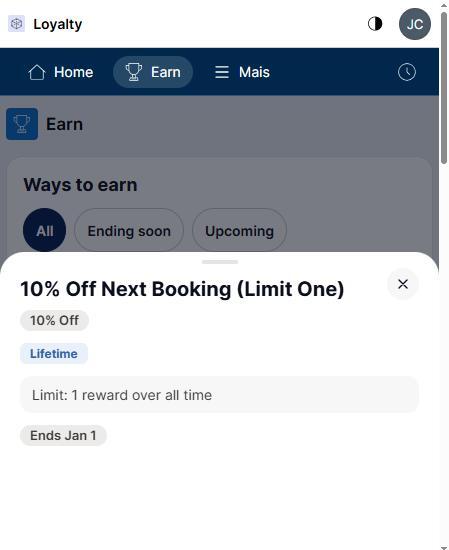 Loyalty
JC
Home
Earn
Mais
Earn
Ways to earn
All
Ending soon
Upcoming
10% Off Next Booking (Limit One)
10% Off
Lifetime
Limit: 1 reward over all time
Ends Jan 1